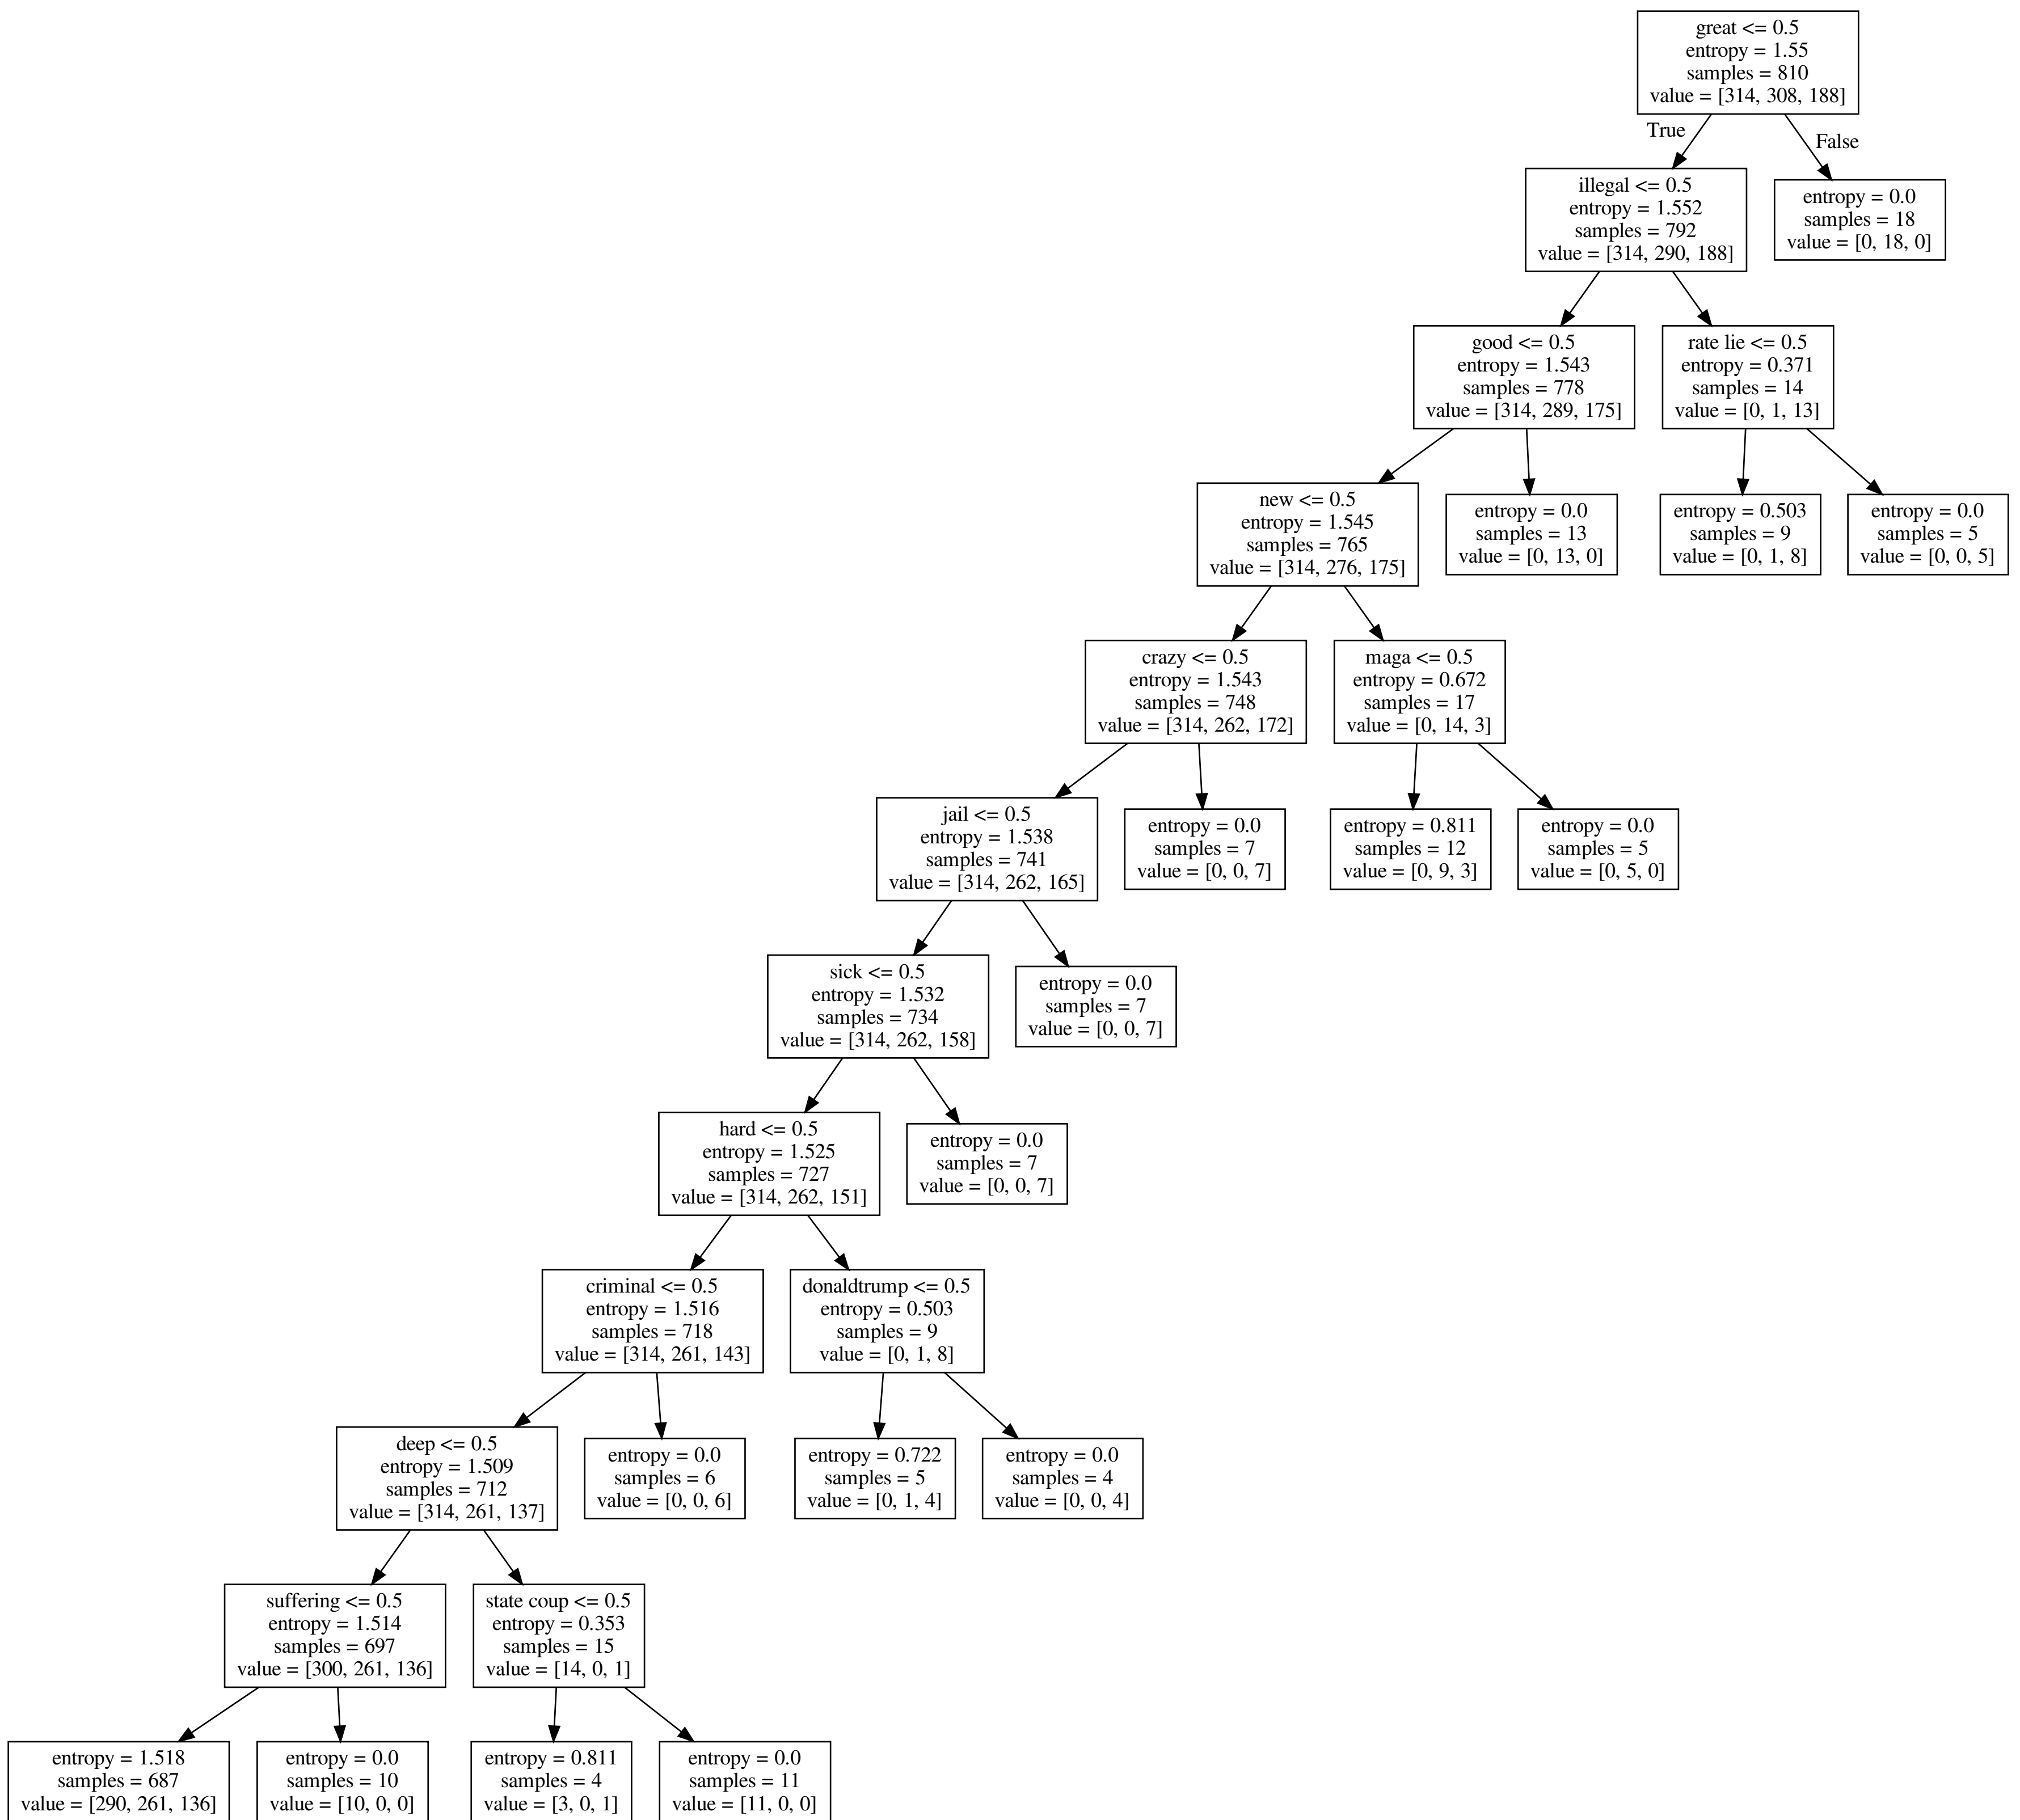 great <= 0.5
entropy = 1.55
samples = 810
value = [314, 308, 188]
True
False
illegal <= 0.5
entropy = 1.552
samples = 792
value = [314, 290, 188]
entropy = 0.0
samples = 18
value = [0, 18, 0]
good <= 0.5
entropy = 1.543
samples = 778
value = [314, 289, 175]
rate lie <= 0.5
entropy = 0.371
samples = 14
value = [0, 1, 13]
new <= 0.5
entropy = 1.545
samples = 765
value = [314, 276, 175]
entropy = 0.0
samples = 13
value = [0, 13, 0]
entropy = 0.503
samples = 9
value = [0, 1, 8]
entropy = 0.0
samples = 5
value = [0, 0, 5]
crazy <= 0.5
entropy = 1.543
samples = 748
value = [314, 262, 172]
maga <= 0.5
entropy = 0.672
samples = 17
value = [0, 14, 3]
jail <= 0.5
entropy = 1.538
samples = 741
value = [314, 262, 165]
entropy = 0.0
samples = 7
value = [0, 0, 7]
entropy = 0.811
samples = 12
value = [0, 9, 3]
entropy = 0.0
samples = 5
value = [0, 5, 0]
sick <= 0.5
entropy = 1.532
samples = 734
value = [314, 262, 158]
entropy = 0.0
samples = 7
value = [0, 0, 7]
hard <= 0.5
entropy = 1.525
samples = 727
value = [314, 262, 151]
entropy = 0.0
samples = 7
value = [0, 0, 7]
criminal <= 0.5
entropy = 1.516
samples = 718
value = [314, 261, 143]
donaldtrump <= 0.5
entropy = 0.503
samples = 9
value = [0, 1, 8]
deep <= 0.5
entropy = 1.509
samples = 712
value = [314, 261, 137]
entropy = 0.0
samples = 6
value = [0, 0, 6]
entropy = 0.722
samples = 5
value = [0, 1, 4]
entropy = 0.0
samples = 4
value = [0, 0, 4]
suffering <= 0.5
entropy = 1.514
samples = 697
value = [300, 261, 136]
state coup <= 0.5
entropy = 0.353
samples = 15
value = [14, 0, 1]
entropy = 1.518
samples = 687
value = [290, 261, 136]
entropy = 0.0
samples = 10
value = [10, 0, 0]
entropy = 0.811
samples = 4
value = [3, 0, 1]
entropy = 0.0
samples = 11
value = [11, 0, 0]